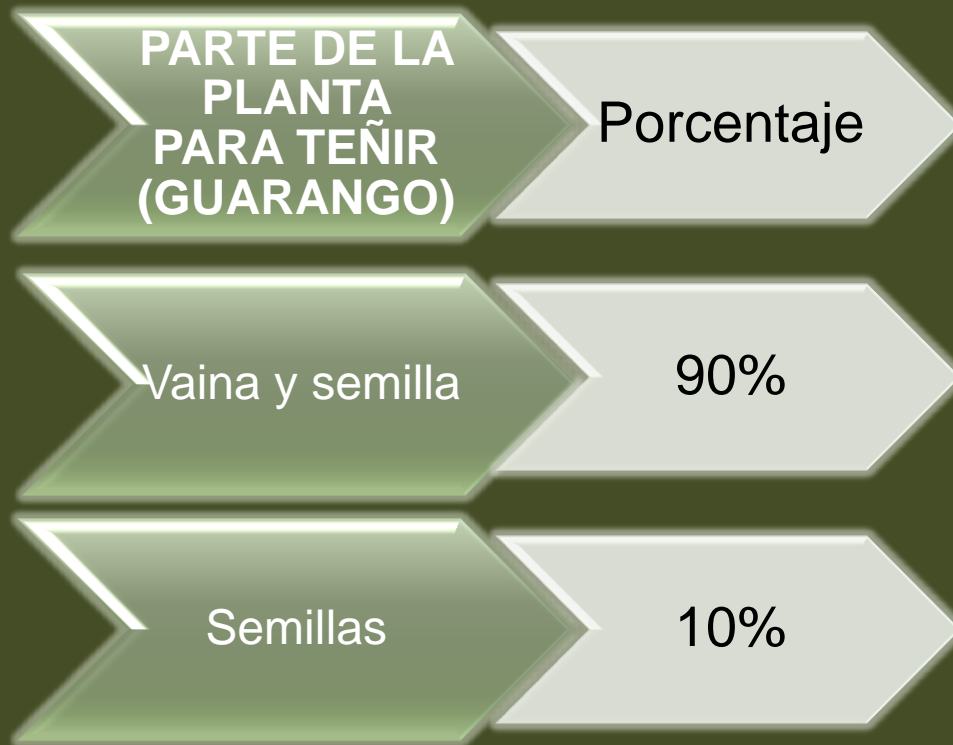 PARTE DE LA
PLANTA
PARA TEÑIR
(GUARANGO)
Porcentaje
Vaina y semilla
90%
Semillas
10%